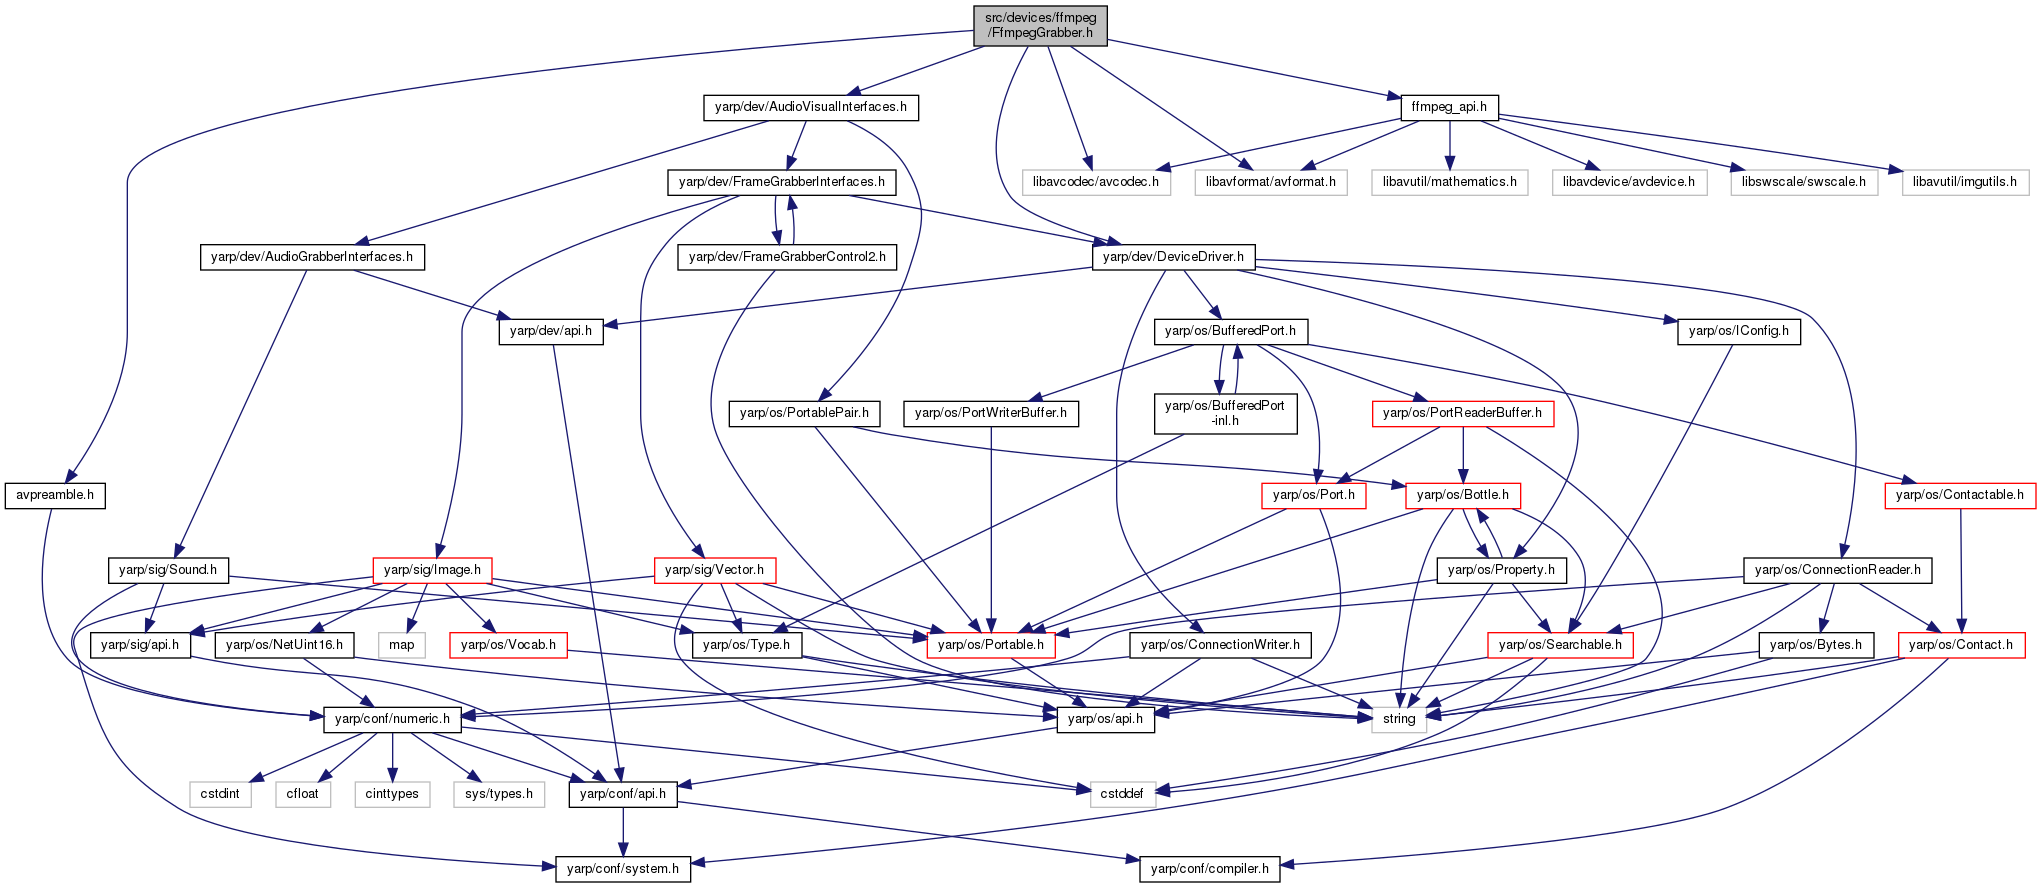 src/devices/ffmpeg
/FfmpegGrabber.h
yarp/dev/AudioVisualInterfaces.h
ffmpeg_api.h
yarp/dev/FrameGrabberInterfaces.h
libavcodec/avcodec.h
libavformat/avformat.h
libavutil/mathematics.h
libavdevice/avdevice.h
libswscale/swscale.h
libavutil/imgutils.h
yarp/dev/AudioGrabberInterfaces.h
yarp/dev/FrameGrabberControl2.h
yarp/dev/DeviceDriver.h
yarp/dev/api.h
yarp/os/BufferedPort.h
yarp/os/IConfig.h
yarp/os/PortablePair.h
yarp/os/PortWriterBuffer.h
yarp/os/BufferedPort
-inl.h
yarp/os/PortReaderBuffer.h
avpreamble.h
yarp/os/Port.h
yarp/os/Bottle.h
yarp/os/Contactable.h
yarp/sig/Sound.h
yarp/sig/Image.h
yarp/sig/Vector.h
yarp/os/Property.h
yarp/os/ConnectionReader.h
yarp/sig/api.h
yarp/os/NetUint16.h
map
yarp/os/Vocab.h
yarp/os/Type.h
yarp/os/Portable.h
yarp/os/ConnectionWriter.h
yarp/os/Searchable.h
yarp/os/Bytes.h
yarp/os/Contact.h
yarp/conf/numeric.h
yarp/os/api.h
string
cstdint
cfloat
cinttypes
sys/types.h
yarp/conf/api.h
cstddef
yarp/conf/system.h
yarp/conf/compiler.h